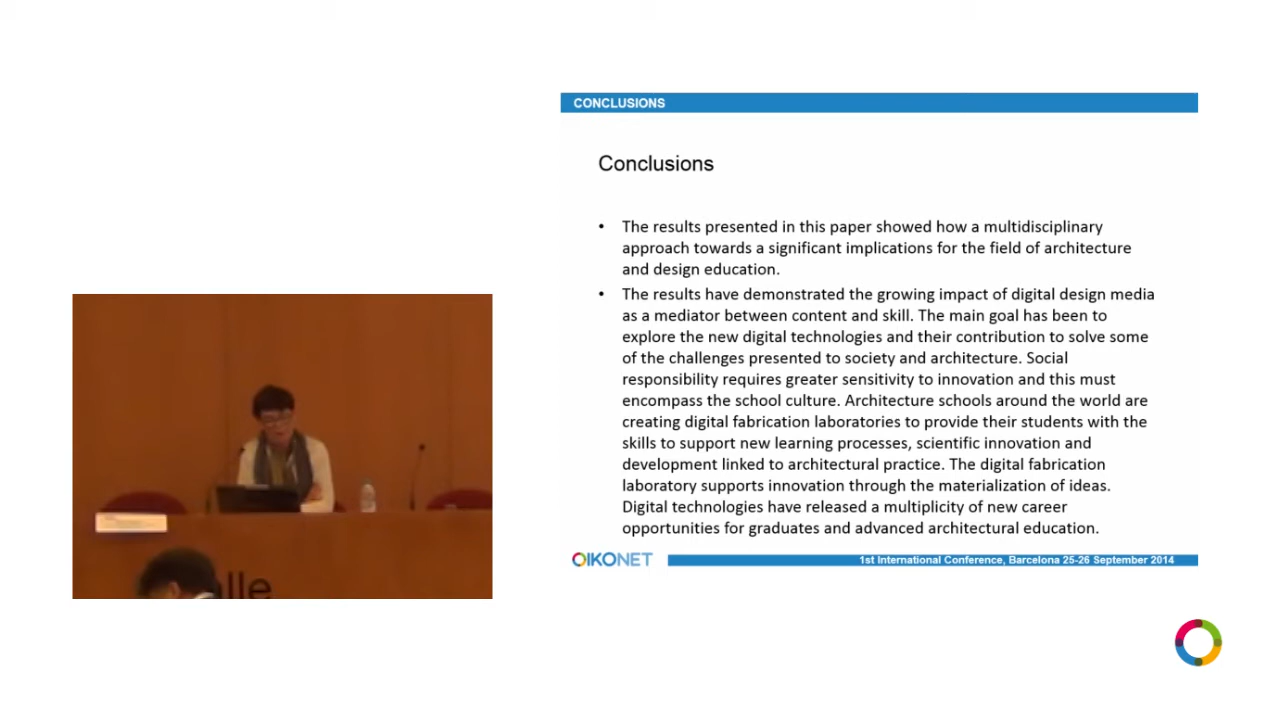 CONCLUSIONS
Conclusions
• The results presented in this paper showed how a multidisciplinary
approach towards a significant implications for the field of architecture
and design education.
• The results have demonstrated the growing impact of digital design media
as a mediator between content and skill. The main goal has been to
explore the new digital technologies and their contribution to solve some
of the challenges presented to society and architecture. Social
responsibility requires greater sensitivity to innovation and this must
encompass the school culture. Architecture schools around the world are
creating digital fabrication laboratories to provide their students with the
skills to support new learning processes, scientific innovation and
development linked to architectural practice. The digital fabrication
laboratory supports innovation through the materialization of ideas.
Digital technologies have released a multiplicity of new career
opportunities for graduates and advanced architectural education.
OIKONET
1st International Conference, Barcelona 25-26 September 2014
alle